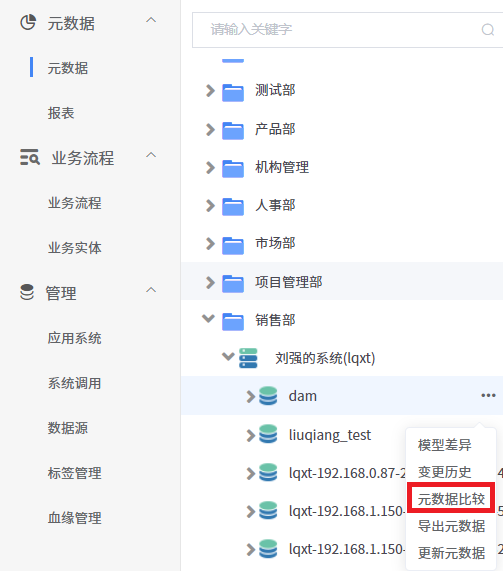 元数据
元数据
报表
业务流程
业务流程
业务实体
管理
应用系统
系统调用
数据源
标签管理
血缘管理
请输入关键字
测试部
产品部
机构管理
人事部
市场部
项目管理部
销售部
刘强的系统(lqxt)
dam
liuqiang_test
lqxt-192.168.0.87-2
lqxt-192.168.1.150-
lqxt-192.168.1.150-
模型差异
变更历史
元数据比较
导出元数据
更新元数据